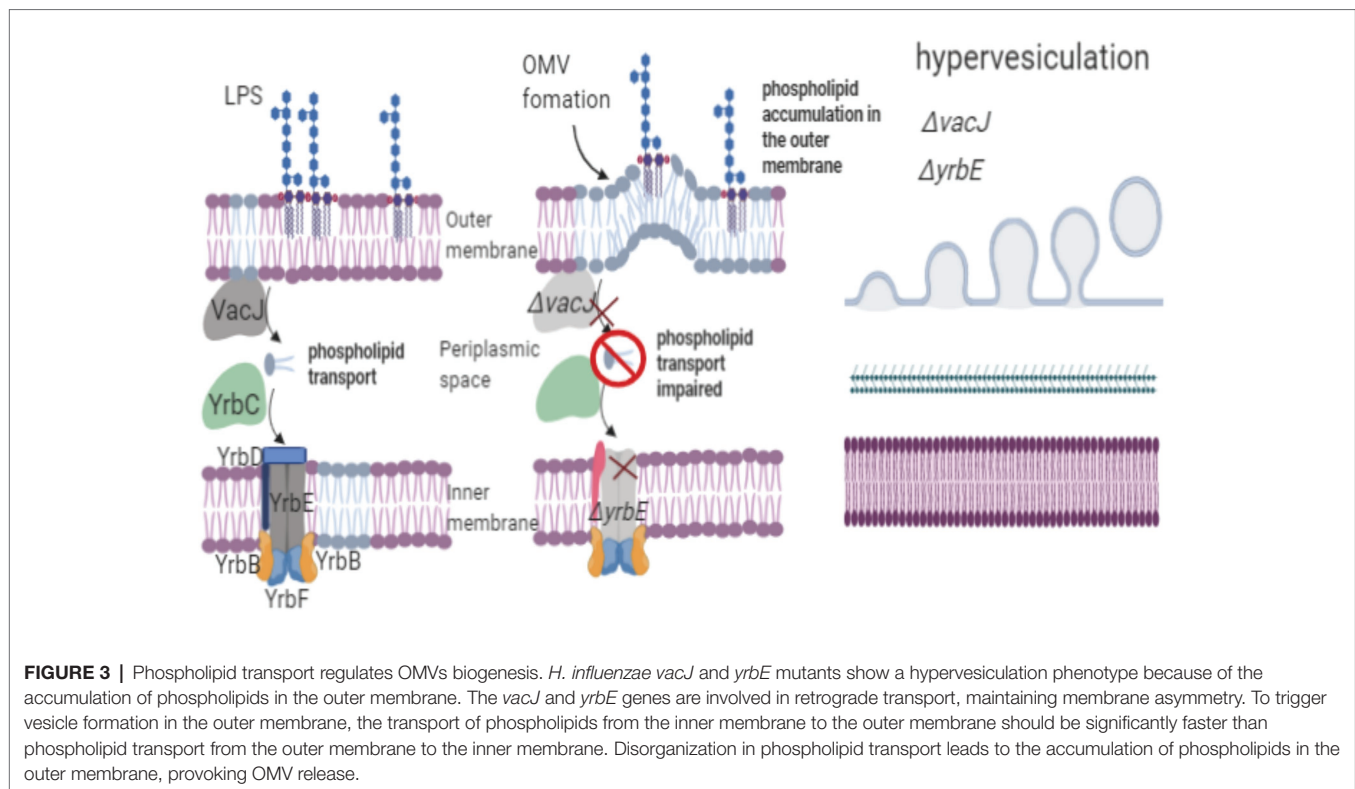 LPS
Outer
membrane
VacJ
phospholipid
transport
YrbC
Periplasmic
space
YrbD
YrbE
Inner
membrane
YrbB
YrbB
YrbF
OMV
fomation
phospholipid
accumulation in
the outer
membrane
ΔvacJ
phospholipid
transport
impaired
ΔyrbE
hypervesiculation
ΔvacJ
ΔyrbE
FIGURE 3 | Phospholipid transport regulates OMVs biogenesis. H. influenzae vacJ and yrbE mutants show a hypervesiculation phenotype because of the
accumulation of phospholipids in the outer membrane. The vacJ and yrbE genes are involved in retrograde transport, maintaining membrane asymmetry. To trigger
vesicle formation in the outer membrane, the transport of phospholipids from the inner membrane to the outer membrane should be significantly faster than
phospholipid transport from the outer membrane to the inner membrane. Disorganization in phospholipid transport leads to the accumulation of phospholipids in the
outer membrane, provoking OMV release.